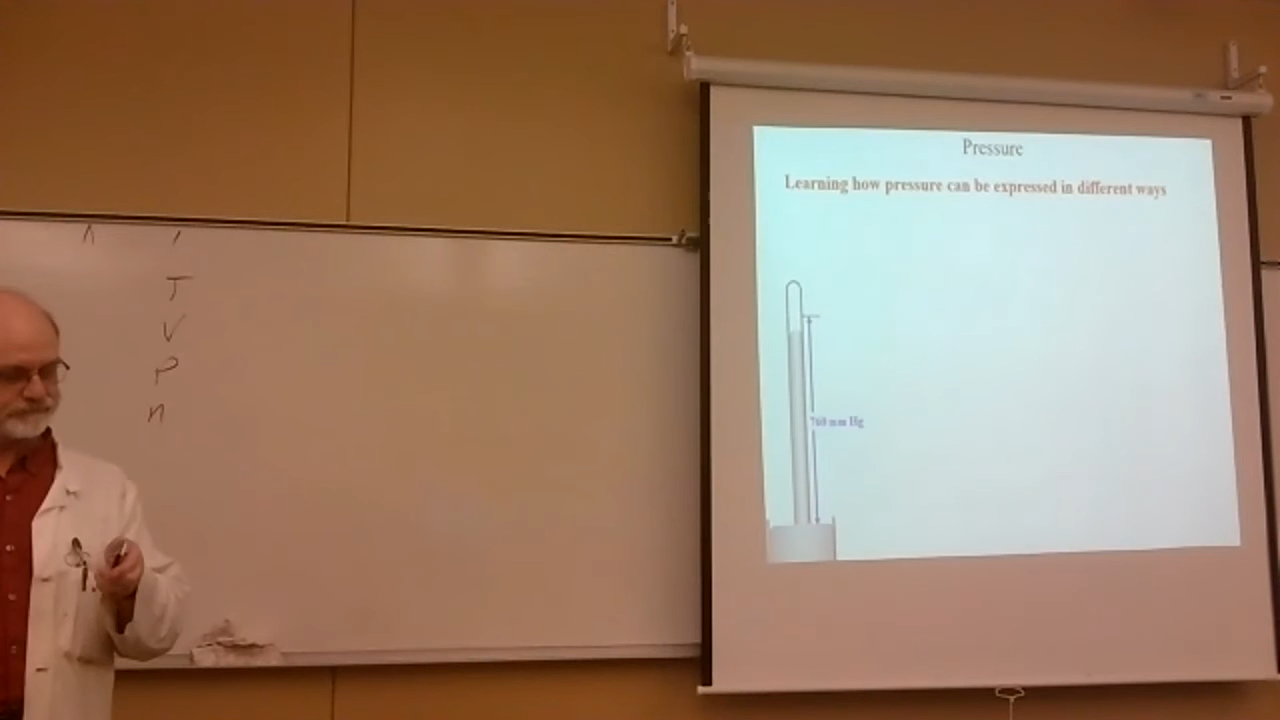 T
V
P
n
Pressure
Learning how pressure can be expressed in different ways
760 mm Hg